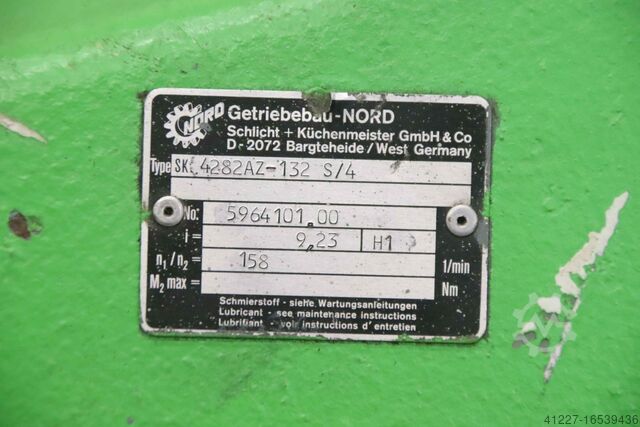 NORD Getriebebau-NORD
Schlicht + Küchenmeister GmbH & Co
D-2072 Bargteheide/West Germany
Type SK 4282AZ-132 S/4
No: 5964101.00
i = 9,23 H1
n₁/n₂ = 158 1/min
M₂ max = Nm
Schmierstoff - siehe Wartungsanleitungen
Lubricant - see maintenance instructions
Lubrifiant - voir instructions d'entretien
41227-16539436